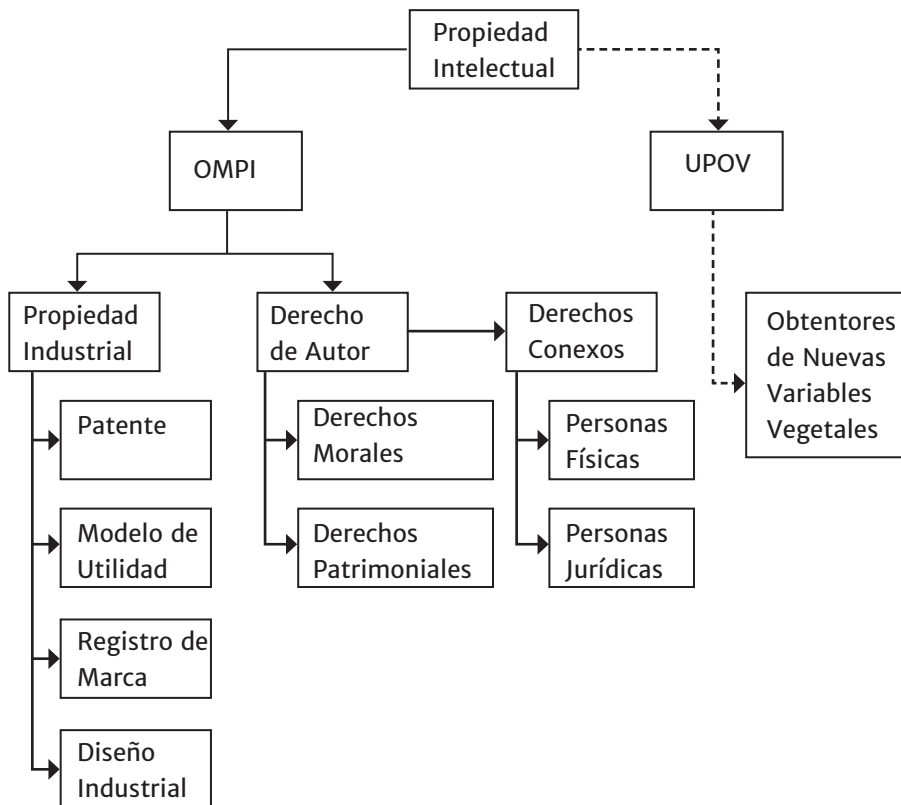 Propiedad
Intelectual
OMPI
UPOV
Propiedad
Industrial
Derecho
de Autor
Derechos
Conexos
Obtentores
de Nuevas
Variables
Vegetales
Patente
Derechos
Morales
Personas
Físicas
Modelo de
Utilidad
Derechos
Patrimoniales
Personas
Jurídicas
Registro de
Marca
Diseño
Industrial